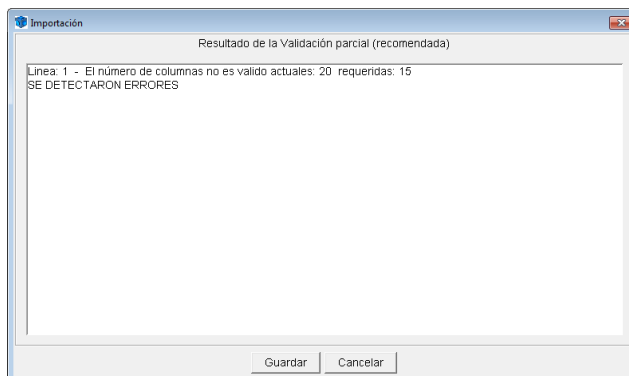 Importación
Resultado de la Validación parcial (recomendada)
Linea: 1 - El número de columnas no es valido actuales: 20 requeridas: 15
SE DETECTARON ERRORES
Guardar
Cancelar